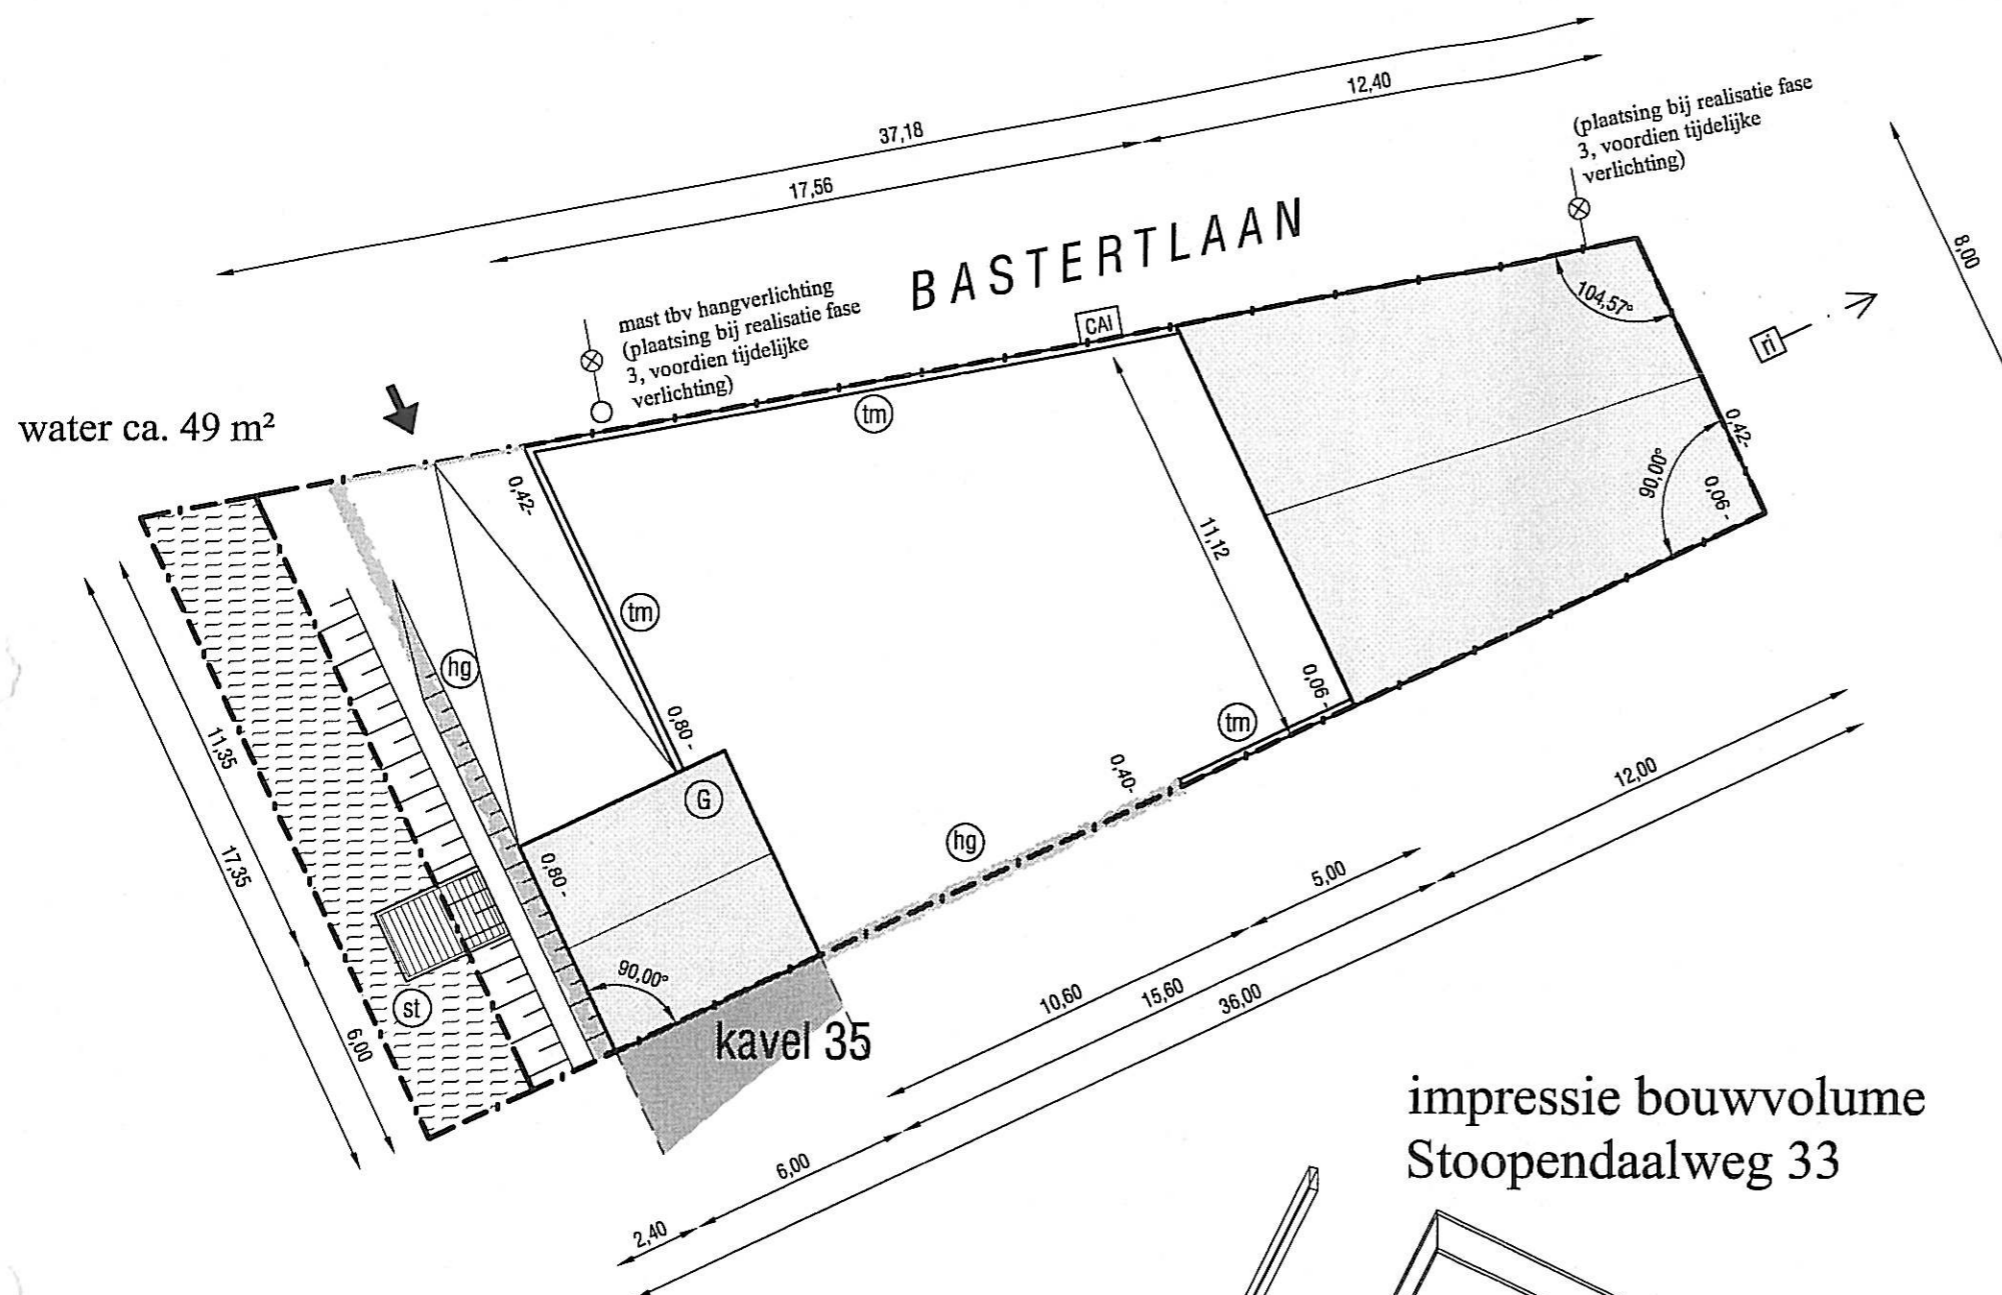 37,18
12,40
17,56
(plaatsing bij realisatie fase
3, voordien tijdelijke
verlichting)
8,00
BASTERTLAAN
mast tbv hangverlichting
(plaatsing bij realisatie fase
3, voordien tijdelijke
verlichting)
CAI
104,57°
ri
water ca. 49 m²
tm
0,42-
0,42-
90,00°
0,06 -
11,12
tm
hg
0,06 -
0,80 -
tm
11,35
G
0,40-
12,00
hg
17,35
0,80 -
5,00
90,00°
st
10,60
15,60
36,00
6,00
kavel 35
impressie bouwvolume
Stoopendaalweg 33
6,00
2,40